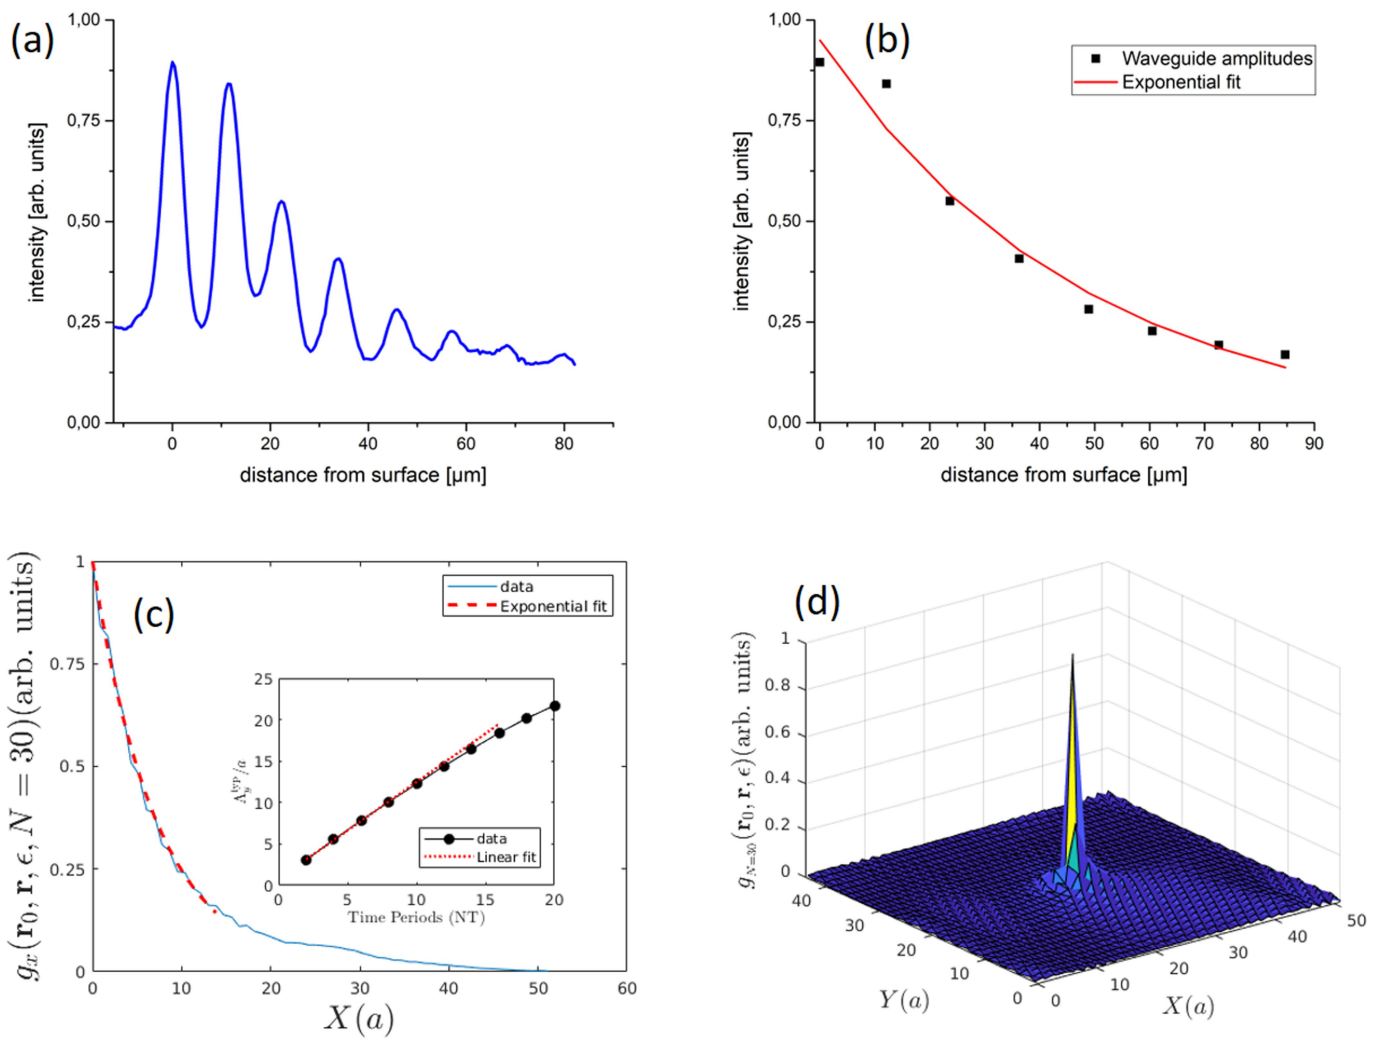 (a)
intensity [arb. units]
1,00
0,75
0,50
0,25
0,00
0 20 40 60 80
distance from surface [µm]
(b)
intensity [arb. units]
1,00
0,75
0,50
0,25
0,00
Waveguide amplitudes
Exponential fit
0 10 20 30 40 50 60 70 80 90
distance from surface [µm]
(c)
g_x(r_0, r, ϵ, N = 30)(arb. units)
1
0.75
0.5
0.25
0
data
Exponential fit
Λ_y^typ/a
25
20
15
10
5
0
data
Linear fit
0 5 10 15 20
Time Periods (NT)
0 10 20 30 40 50 60
X(a)
(d)
g_{N=30}(r_0, r, ϵ)(arb. units)
1
0.8
0.6
0.4
0.2
0
40
30
20
10
0
Y(a)
0
10
20
30
40
50
X(a)